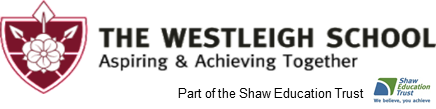 THE WESTLEIGH SCHOOL
Aspiring & Achieving Together
Part of the Shaw Education Trust
Shaw
Education
Trust
We believe, you achieve